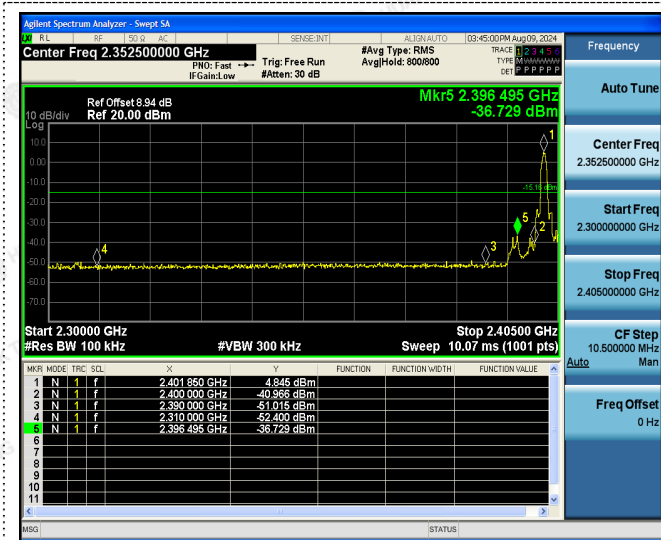 Agilent Spectrum Analyzer - Swept SA
RL RF 50 Ω AC SENSE:INT ALIGN AUTO 03:45:00 PM Aug 09, 2024
Center Freq 2.352500000 GHz #Avg Type: RMS TRACE 1 2 3 4 5 6
PNO: Fast Trig: Free Run Avg|Hold: 800/800 TYPE MWWWWW
IFGain:Low #Atten: 30 dB DET P P P P P P
Mkr5 2.396 495 GHz
-36.729 dBm
Ref Offset 8.94 dB
10 dB/div Ref 20.00 dBm
Log
10.0
0.00
-10.0
-15.16 dBm
-20.0
-30.0
-40.0
-50.0
-60.0
-70.0
1
5
2
3
4
Start 2.30000 GHz Stop 2.40500 GHz
#Res BW 100 kHz #VBW 300 kHz Sweep 10.07 ms (1001 pts)
MKR MODE TRC SCL X Y FUNCTION FUNCTION WIDTH FUNCTION VALUE
1 N 1 f 2.401 850 GHz 4.845 dBm
2 N 1 f 2.400 000 GHz -40.966 dBm
3 N 1 f 2.390 000 GHz -51.015 dBm
4 N 1 f 2.310 000 GHz -52.400 dBm
5 N 1 f 2.396 495 GHz -36.729 dBm
6
7
8
9
10
11
MSG STATUS
Frequency
Auto Tune
Center Freq
2.352500000 GHz
Start Freq
2.300000000 GHz
Stop Freq
2.405000000 GHz
CF Step
10.500000 MHz
Auto Man
Freq Offset
0 Hz